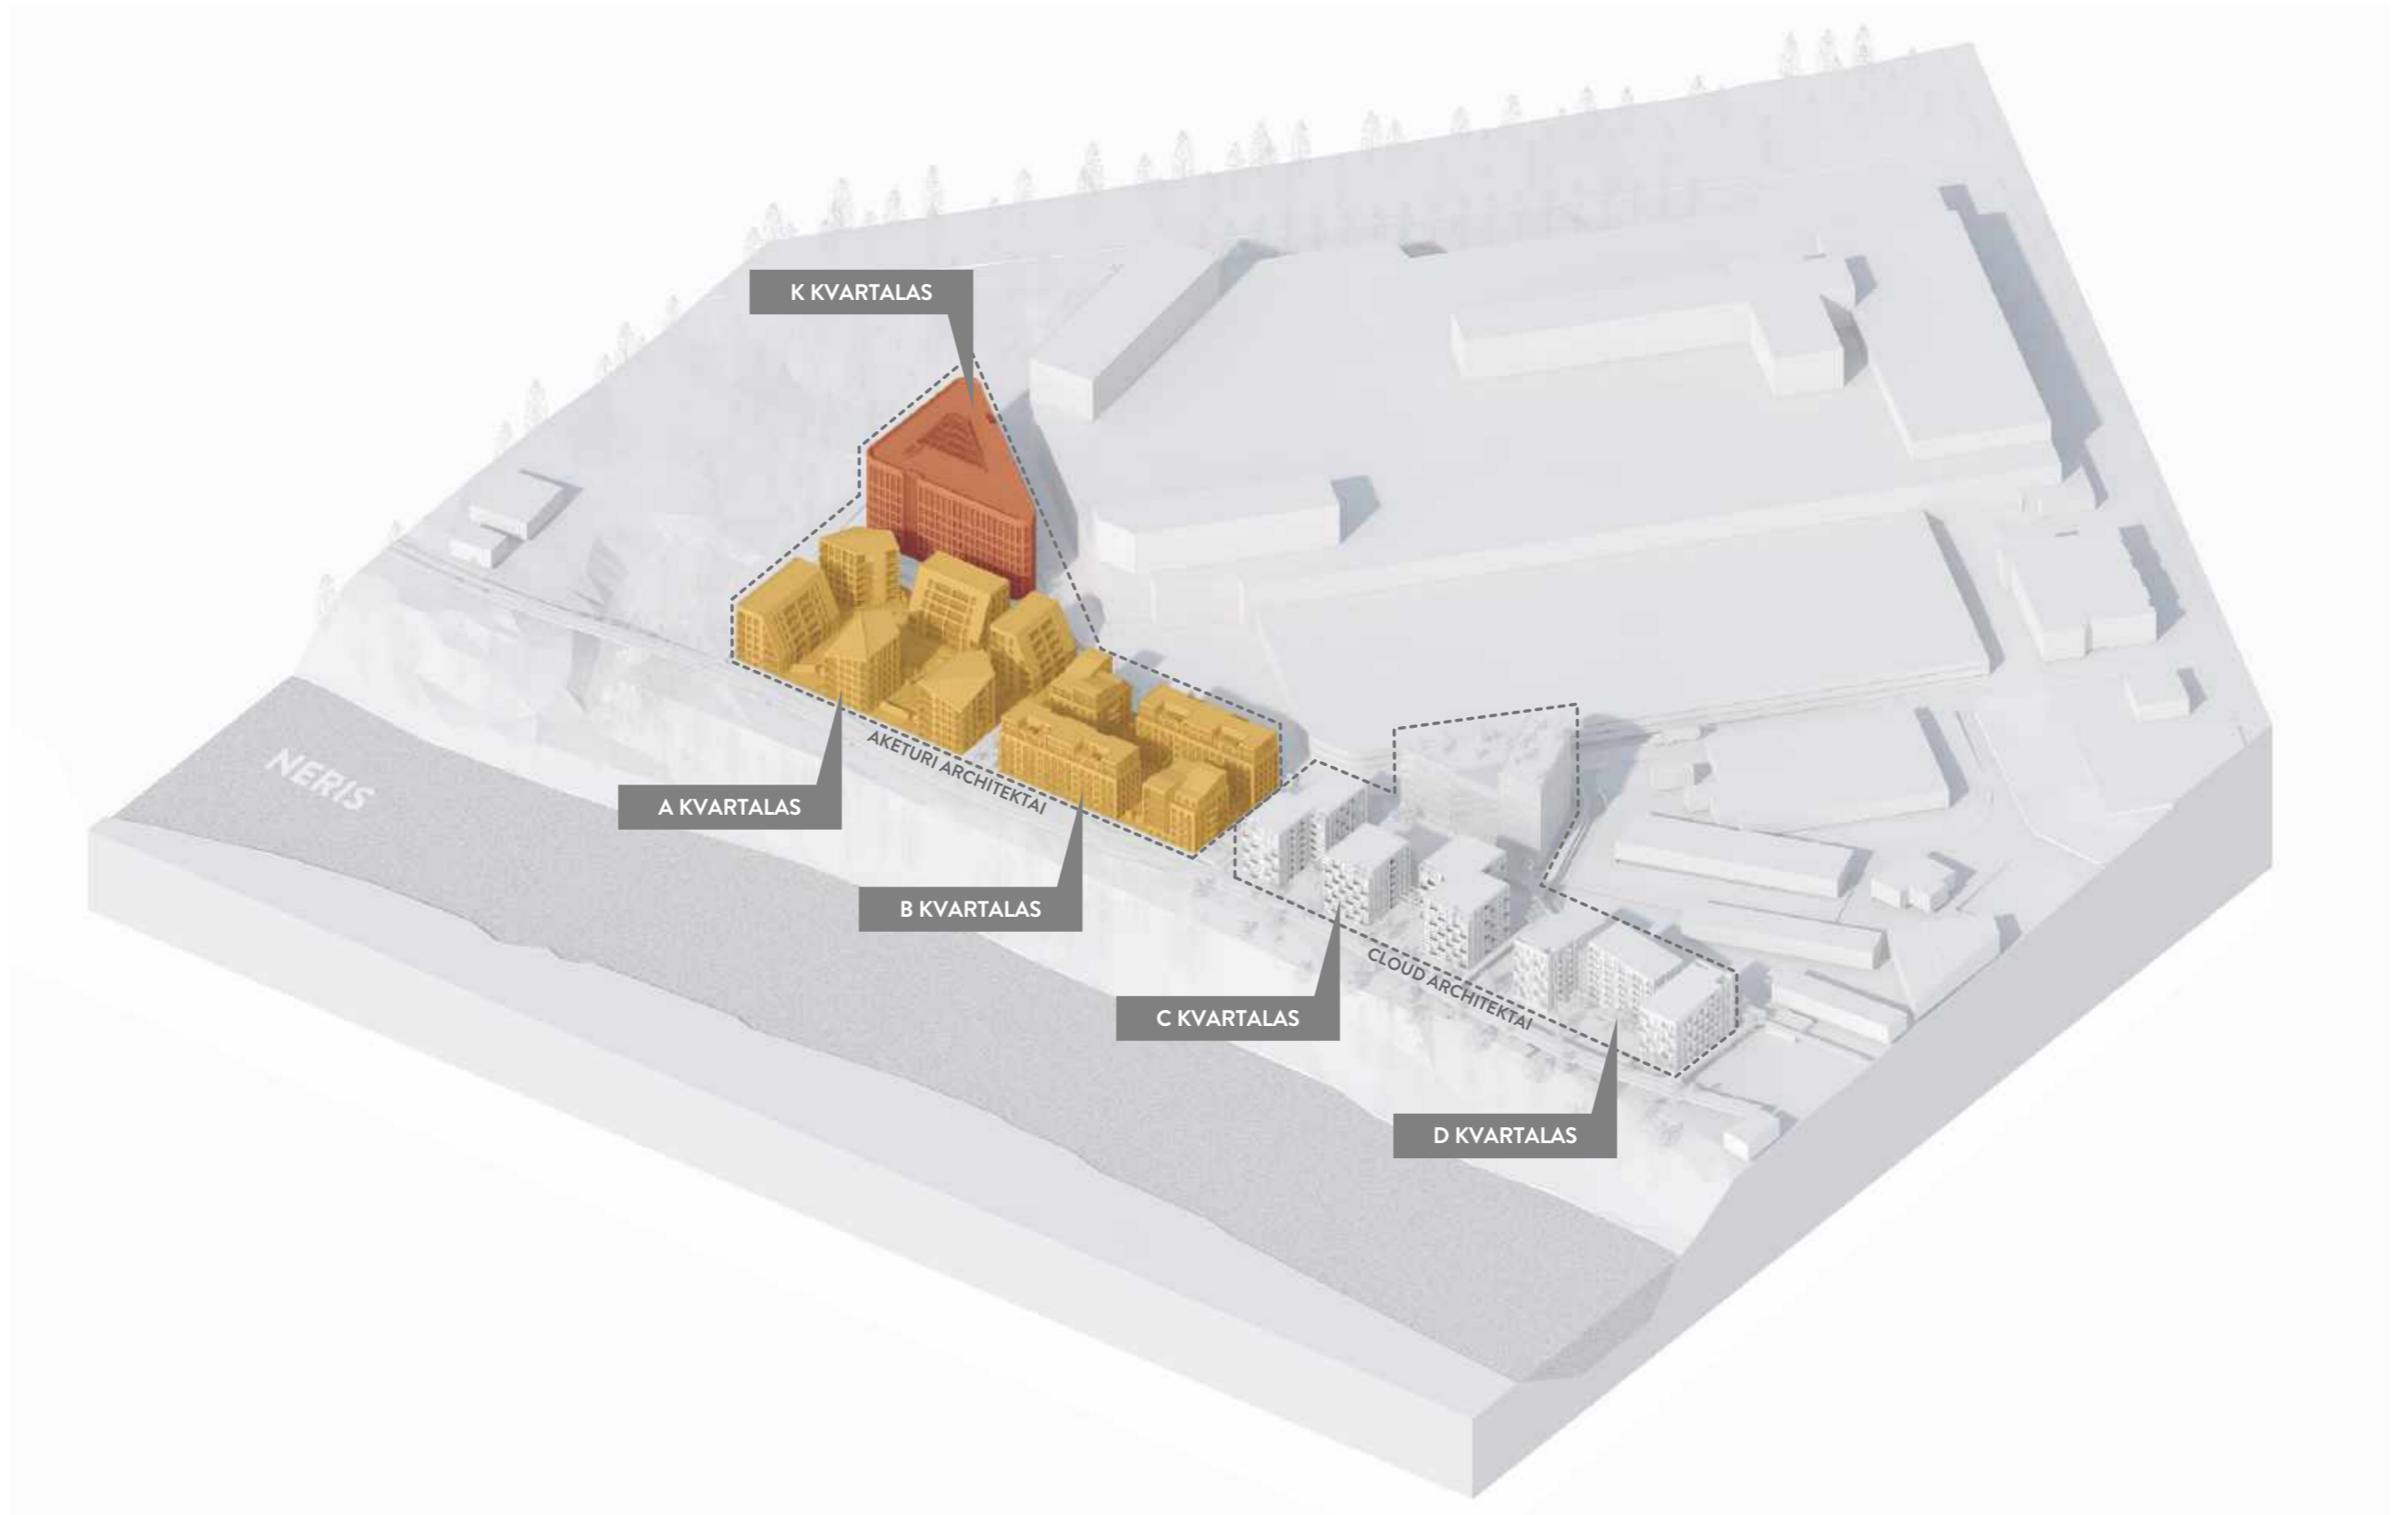 K KVARTALAS
NERIS
AKETURI ARCHITEKTAI
A KVARTALAS
B KVARTALAS
CLOUD ARCHITEKTAI
C KVARTALAS
D KVARTALAS